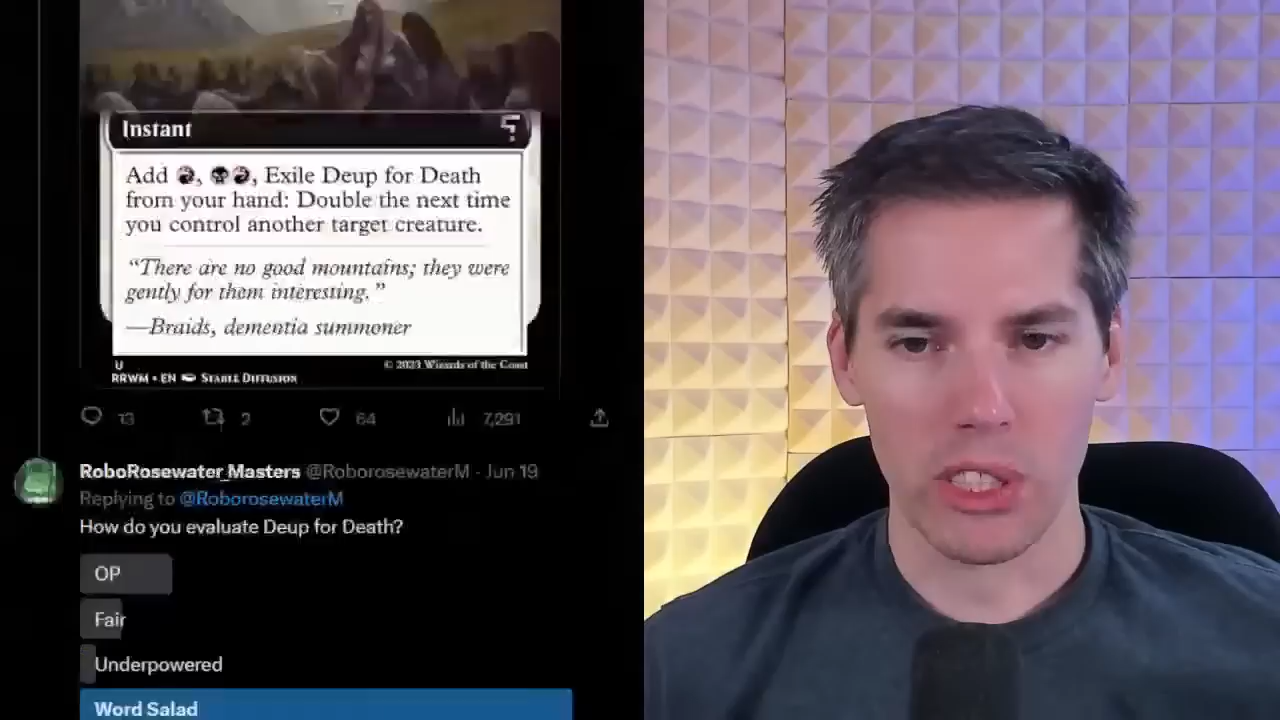 Instant
Add , , Exile Deup for Death
from your hand: Double the next time
you control another target creature.
“There are no good mountains; they were
gently for them interesting.”
—Braids, dementia summoner
U
© 2023 Wizards of the Coast
RRWM • EN STABLE DIFFUSION
13 2 64 7,291
RoboRosewater_Masters @RoborosewaterM · Jun 19
Replying to @RoborosewaterM
How do you evaluate Deup for Death?
OP
Fair
Underpowered
Word Salad